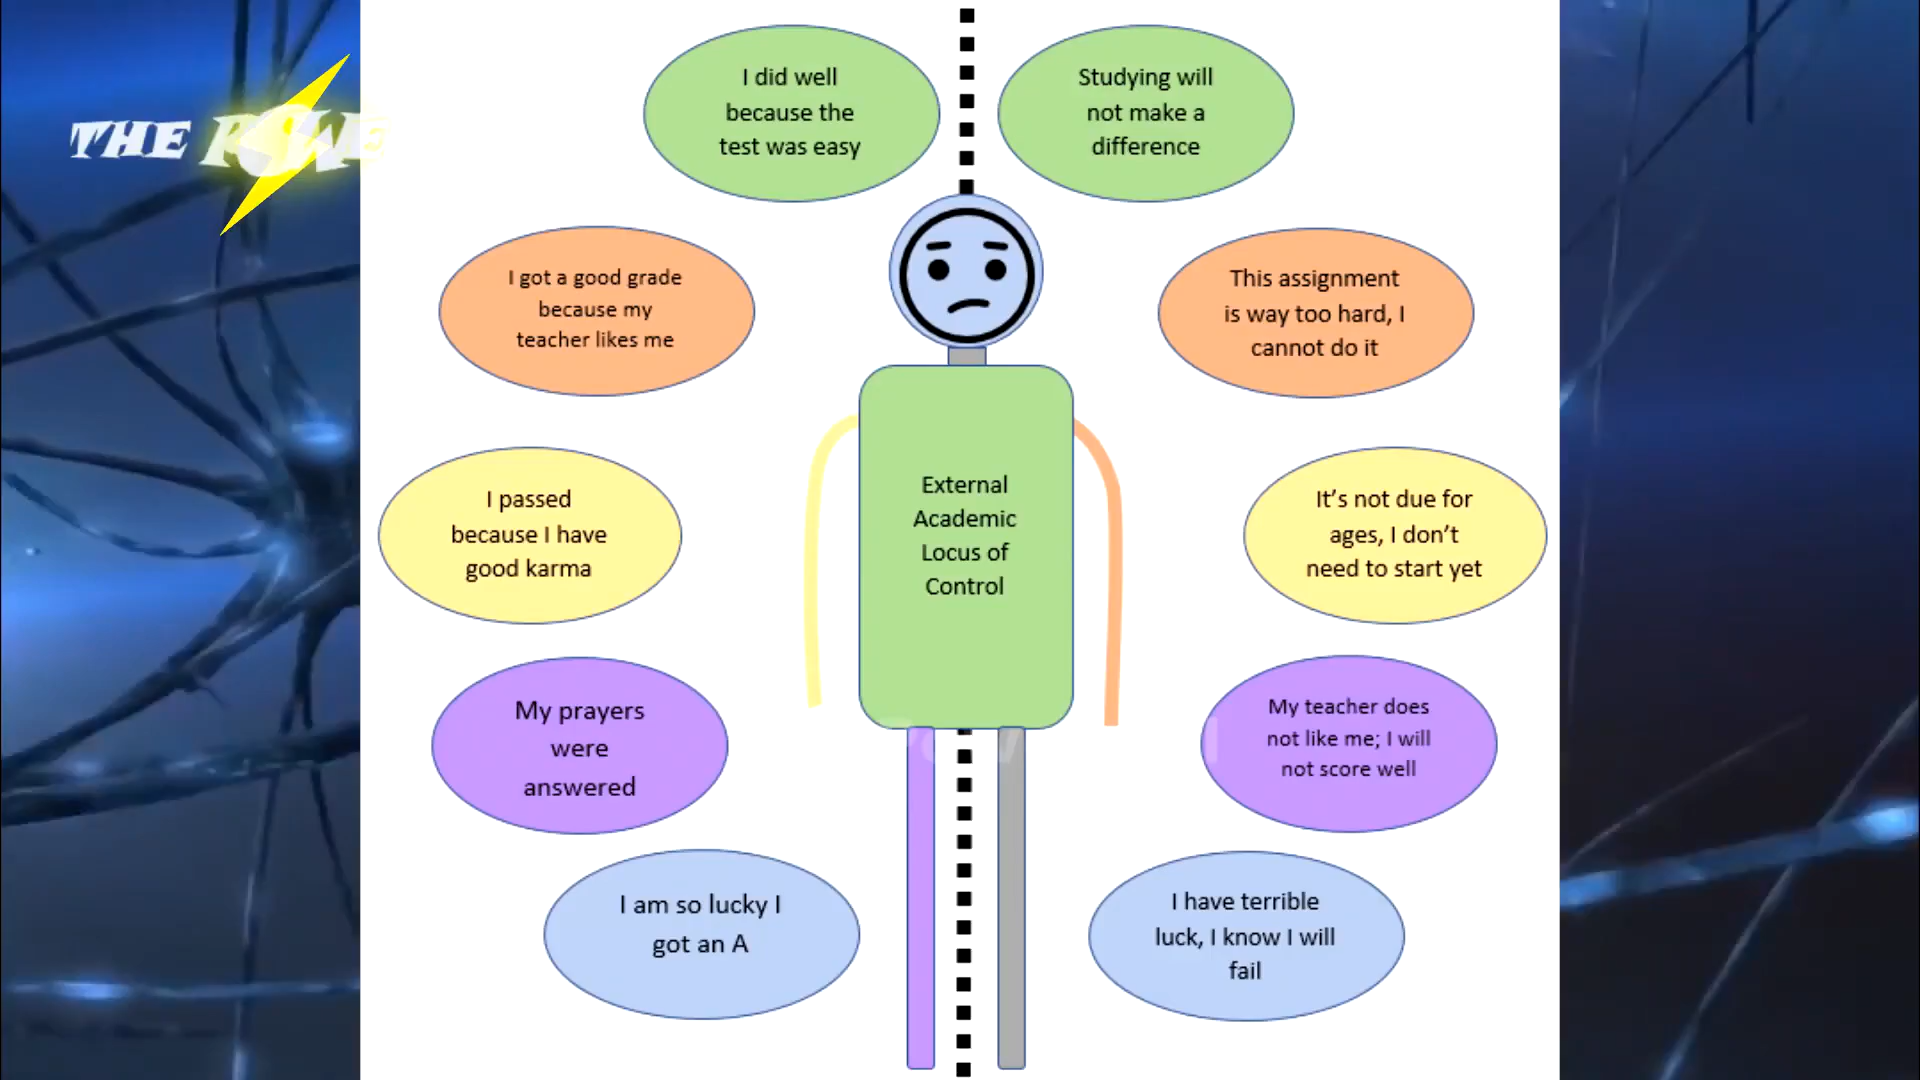 THE POWE
I did well
because the
test was easy
Studying will
not make a
difference
I got a good grade
because my
teacher likes me
This assignment
is way too hard, I
cannot do it
I passed
because I have
good karma
External
Academic
Locus of
Control
It’s not due for
ages, I don’t
need to start yet
My prayers
were
answered
My teacher does
not like me; I will
not score well
I am so lucky I
got an A
I have terrible
luck, I know I will
fail